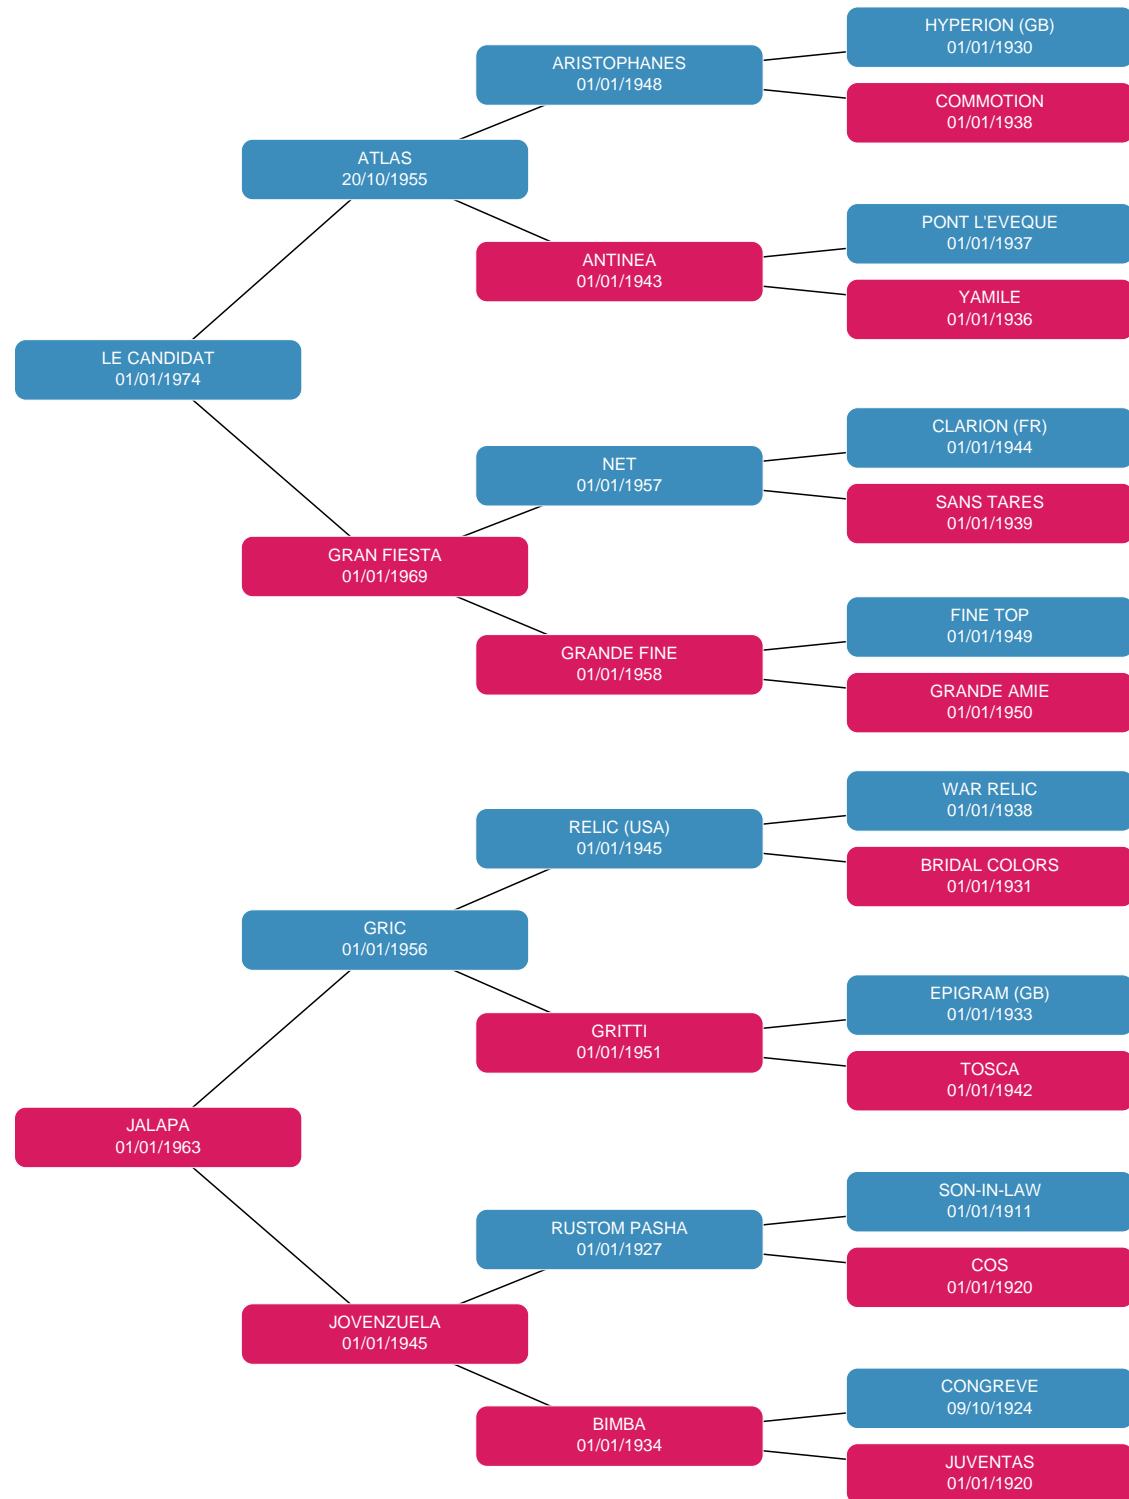 HYPERION (GB)
01/01/1930
ARISTOPHANES
01/01/1948
COMMOTION
01/01/1938
ATLAS
20/10/1955
PONT L'EVEQUE
01/01/1937
ANTINEA
01/01/1943
YAMILE
01/01/1936
LE CANDIDAT
01/01/1974
CLARION (FR)
01/01/1944
NET
01/01/1957
SANS TARES
01/01/1939
GRAN FIESTA
01/01/1969
FINE TOP
01/01/1949
GRANDE FINE
01/01/1958
GRANDE AMIE
01/01/1950
WAR RELIC
01/01/1938
RELIC (USA)
01/01/1945
BRIDAL COLORS
01/01/1931
GRIC
01/01/1956
EPIGRAM (GB)
01/01/1933
GRITTI
01/01/1951
TOSCA
01/01/1942
JALAPA
01/01/1963
SON-IN-LAW
01/01/1911
RUSTOM PASHA
01/01/1927
COS
01/01/1920
JOVENZUELA
01/01/1945
CONGREVE
09/10/1924
BIMBA
01/01/1934
JUVENTAS
01/01/1920